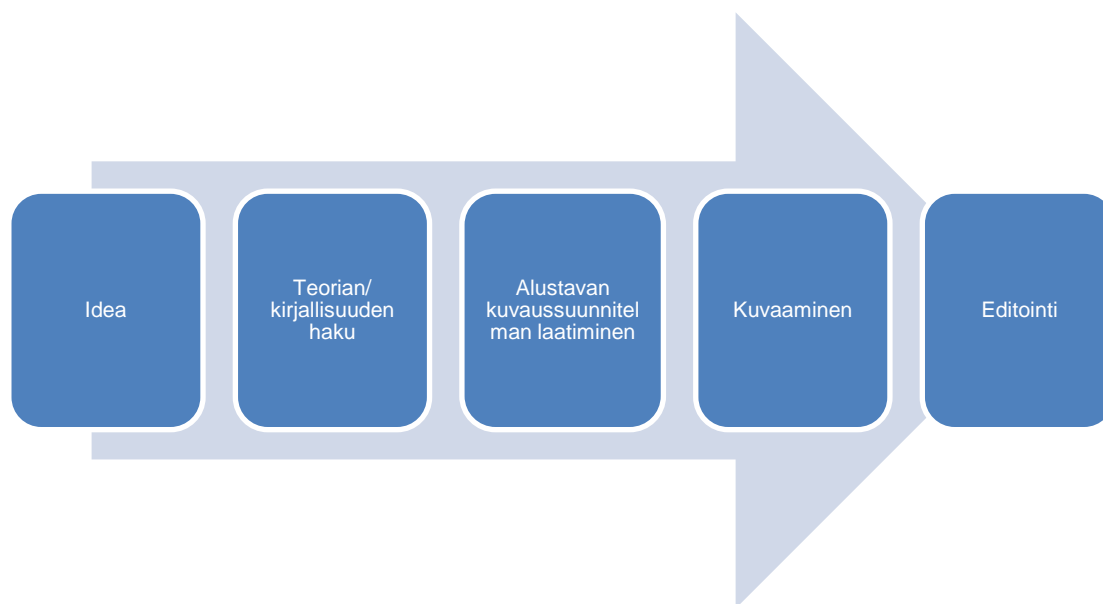 Idea
Teorian/
kirjallisuuden
haku
Alustavan
kuvaussuunnitel
man laatiminen
Kuvaaminen
Editointi